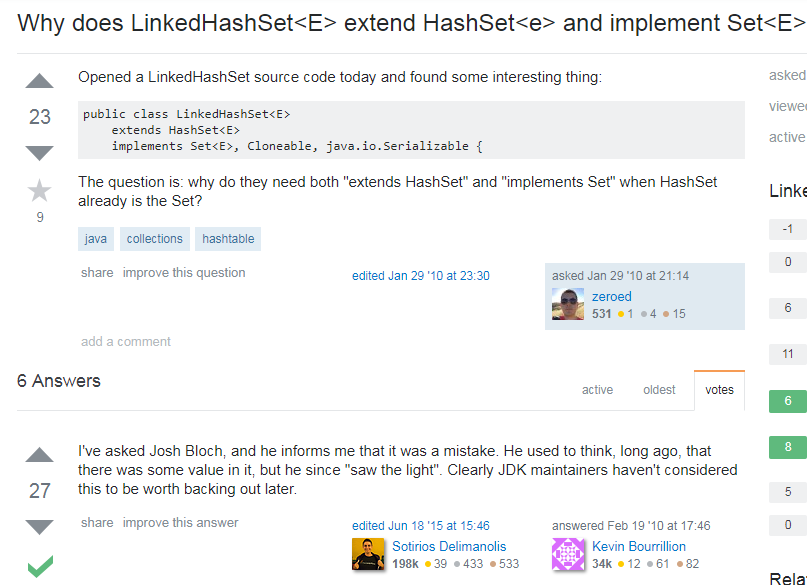 Why does LinkedHashSet<E> extend HashSet<e> and implement Set<E>
Opened a LinkedHashSet source code today and found some interesting thing:
23
public class LinkedHashSet<E>
extends HashSet<E>
implements Set<E>, Cloneable, java.io.Serializable {
The question is: why do they need both "extends HashSet" and "implements Set" when HashSet
already is the Set?
9
java collections hashtable
share improve this question
edited Jan 29 '10 at 23:30
asked Jan 29 '10 at 21:14
zeroed
531 1 4 15
add a comment
6 Answers
active oldest votes
I've asked Josh Bloch, and he informs me that it was a mistake. He used to think, long ago, that
there was some value in it, but he since "saw the light". Clearly JDK maintainers haven't considered
this to be worth backing out later.
27
share improve this answer
edited Jun 18 '15 at 15:46
Sotirios Delimanolis
198k 39 433 533
answered Feb 19 '10 at 17:46
Kevin Bourrillion
34k 12 61 82
asked
viewe
active
Linke
-1
0
6
11
6
8
5
0
Rela